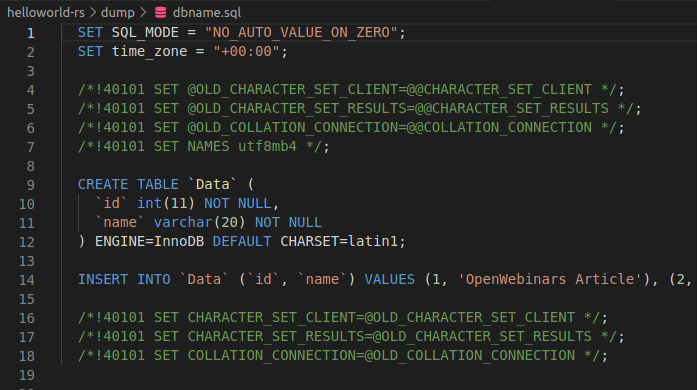 helloworld-rs > dump > dbname.sql
1 SET SQL_MODE = "NO_AUTO_VALUE_ON_ZERO";
2 SET time_zone = "+00:00";
3
4 /*!40101 SET @OLD_CHARACTER_SET_CLIENT=@@CHARACTER_SET_CLIENT */;
5 /*!40101 SET @OLD_CHARACTER_SET_RESULTS=@@CHARACTER_SET_RESULTS */;
6 /*!40101 SET @OLD_COLLATION_CONNECTION=@@COLLATION_CONNECTION */;
7 /*!40101 SET NAMES utf8mb4 */;
8
9 CREATE TABLE `Data` (
10 `id` int(11) NOT NULL,
11 `name` varchar(20) NOT NULL
12 ) ENGINE=InnoDB DEFAULT CHARSET=latin1;
13
14 INSERT INTO `Data` (`id`, `name`) VALUES (1, 'OpenWebinars Article'), (2,
15
16 /*!40101 SET CHARACTER_SET_CLIENT=@OLD_CHARACTER_SET_CLIENT */;
17 /*!40101 SET CHARACTER_SET_RESULTS=@OLD_CHARACTER_SET_RESULTS */;
18 /*!40101 SET COLLATION_CONNECTION=@OLD_COLLATION_CONNECTION */;
19